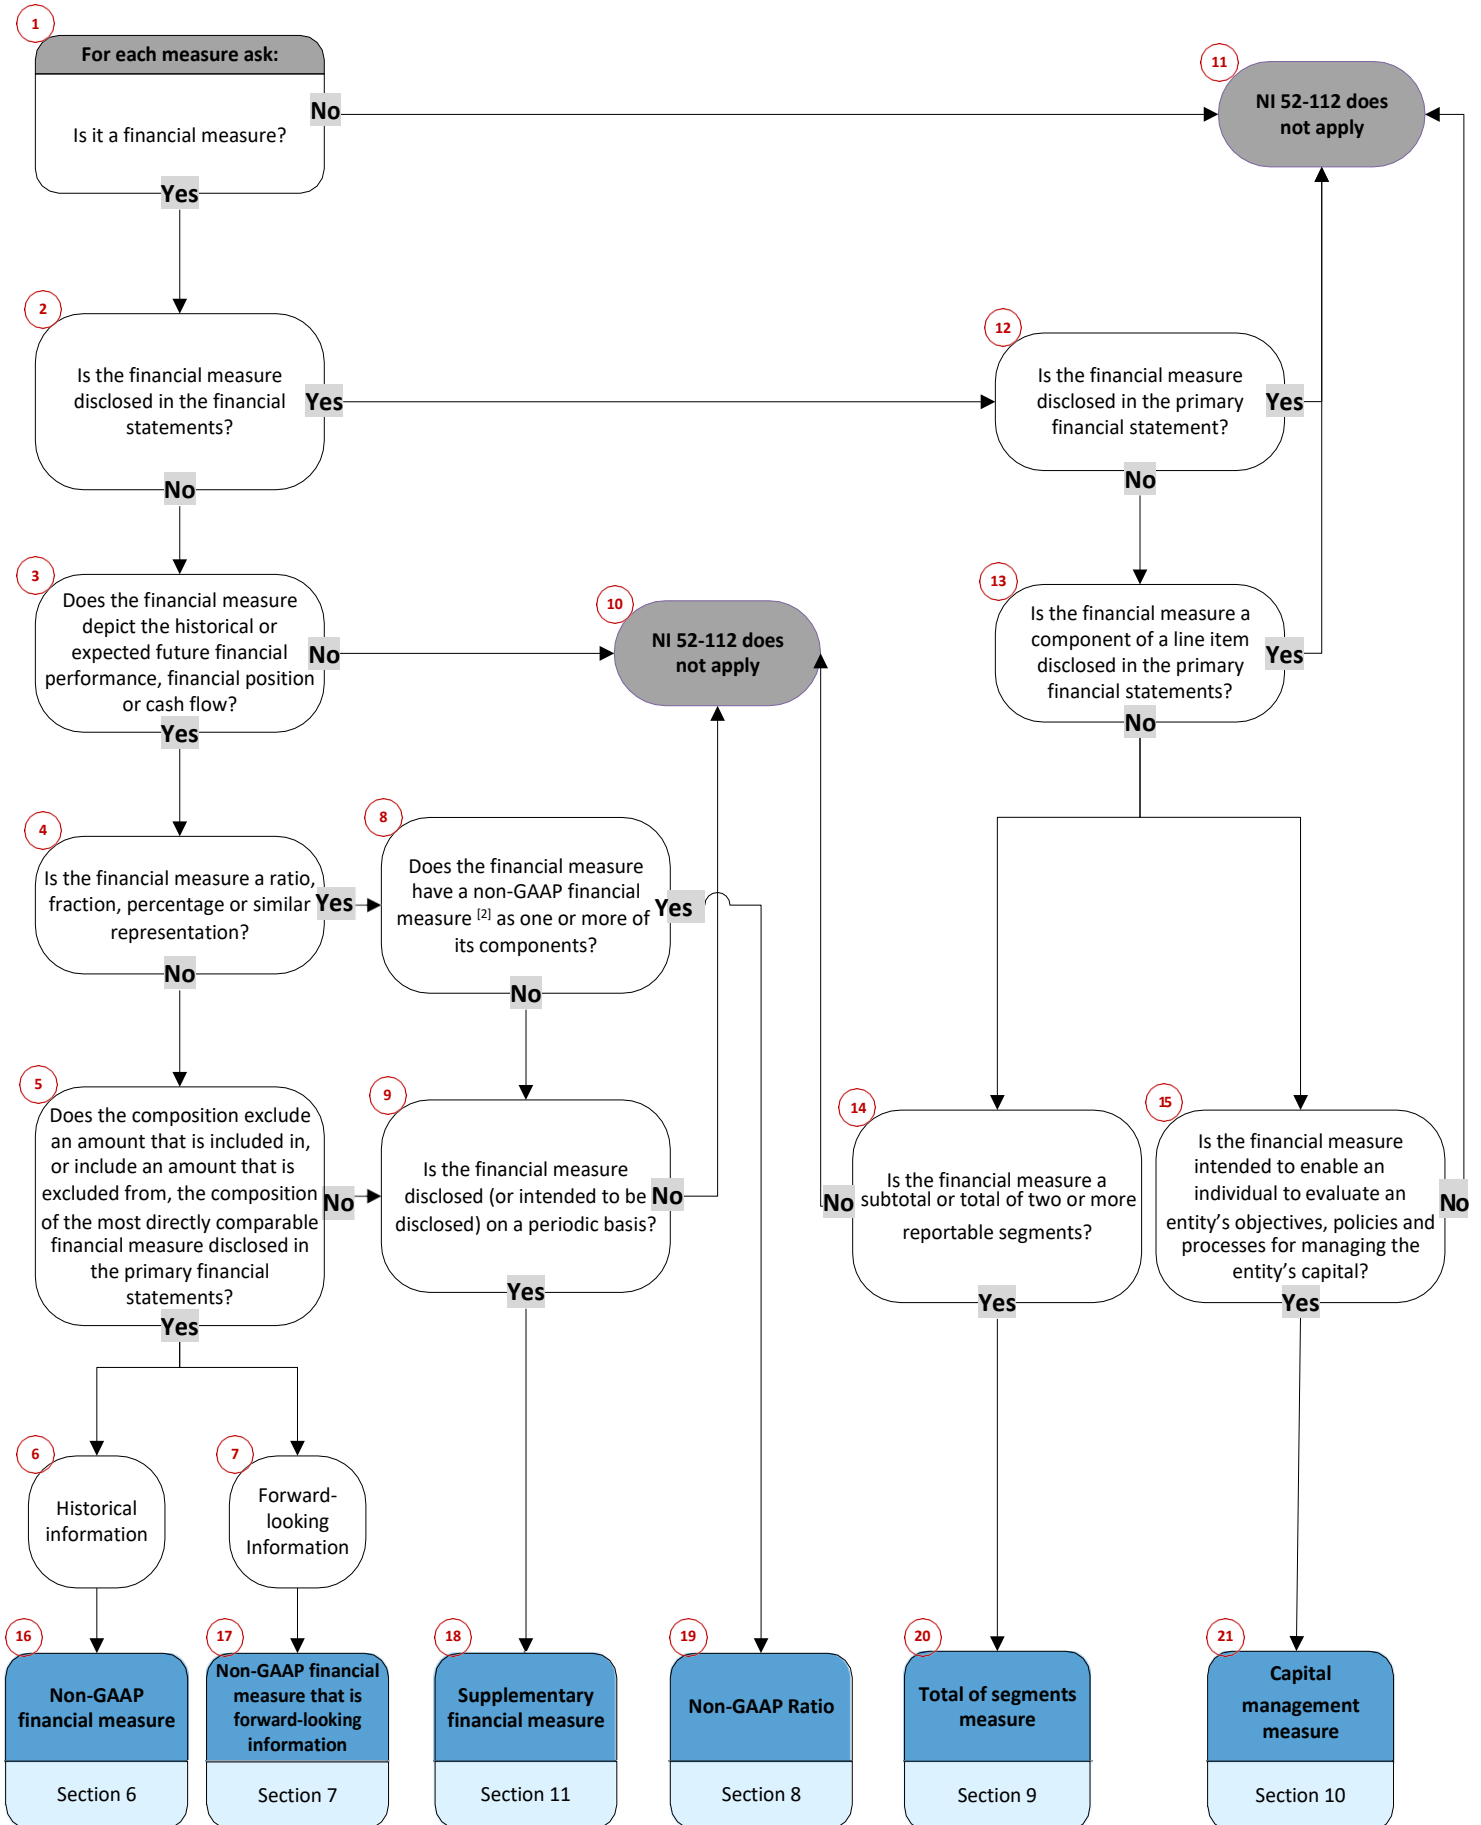 1
For each measure ask:
Is it a financial measure?
No
Yes
11
NI 52-112 does
not apply
2
Is the financial measure
disclosed in the financial
statements?
Yes
No
12
Is the financial measure
disclosed in the primary
financial statement?
Yes
No
3
Does the financial measure
depict the historical or
expected future financial
performance, financial position
or cash flow?
No
Yes
10
NI 52-112 does
not apply
13
Is the financial measure a
component of a line item
disclosed in the primary
financial statements?
Yes
No
4
Is the financial measure a ratio,
fraction, percentage or similar
representation?
Yes
No
8
Does the financial measure
have a non-GAAP financial
measure [2] as one or more of
its components?
Yes
No
5
Does the composition exclude
an amount that is included in,
or include an amount that is
excluded from, the composition
of the most directly comparable
financial measure disclosed in
the primary financial
statements?
No
Yes
9
Is the financial measure
disclosed (or intended to be
disclosed) on a periodic basis?
No
Yes
14
Is the financial measure a
subtotal or total of two or more
reportable segments?
No
Yes
15
Is the financial measure
intended to enable an
individual to evaluate an
entity's objectives, policies and
processes for managing the
entity's capital?
No
Yes
6
Historical
information
7
Forward-
looking
Information
16
Non-GAAP
financial measure
Section 6
17
Non-GAAP financial
measure that is
forward-looking
information
Section 7
18
Supplementary
financial measure
Section 11
19
Non-GAAP Ratio
Section 8
20
Total of segments
measure
Section 9
21
Capital
management
measure
Section 10